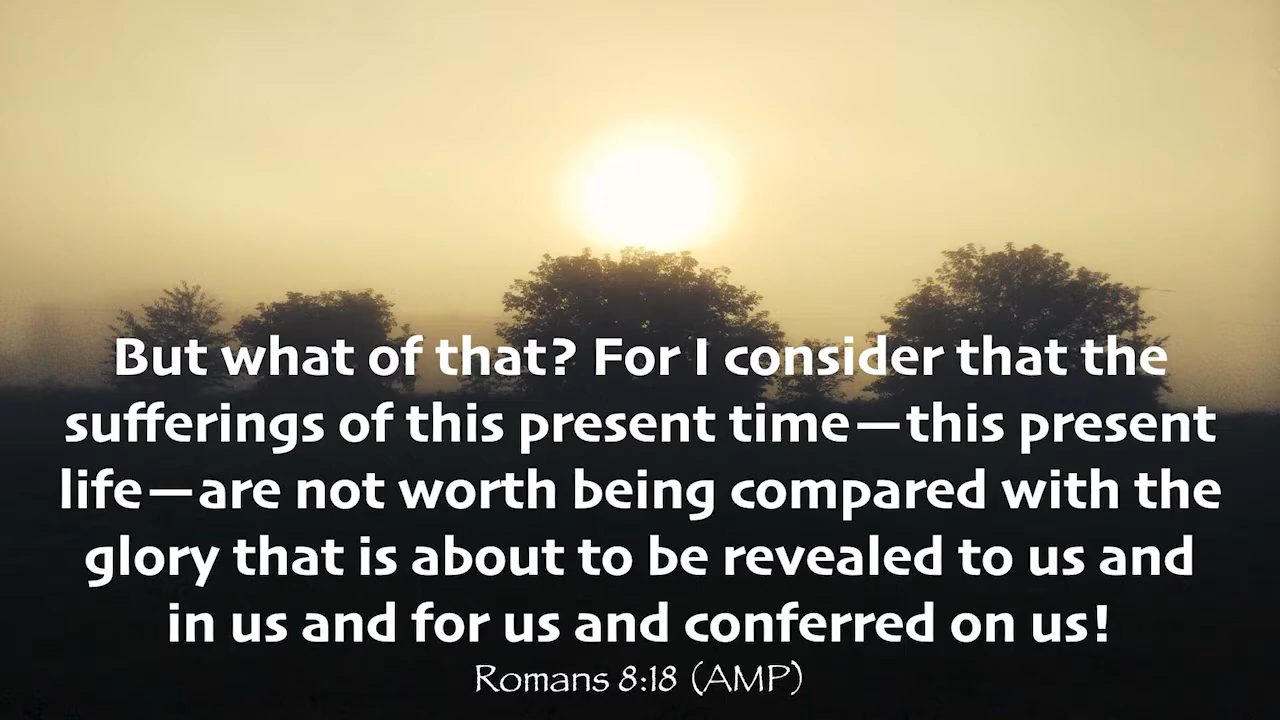 But what of that? For I consider that the
sufferings of this present time—this present
life—are not worth being compared with the
glory that is about to be revealed to us and
in us and for us and conferred on us!
Romans 8:18 (AMP)